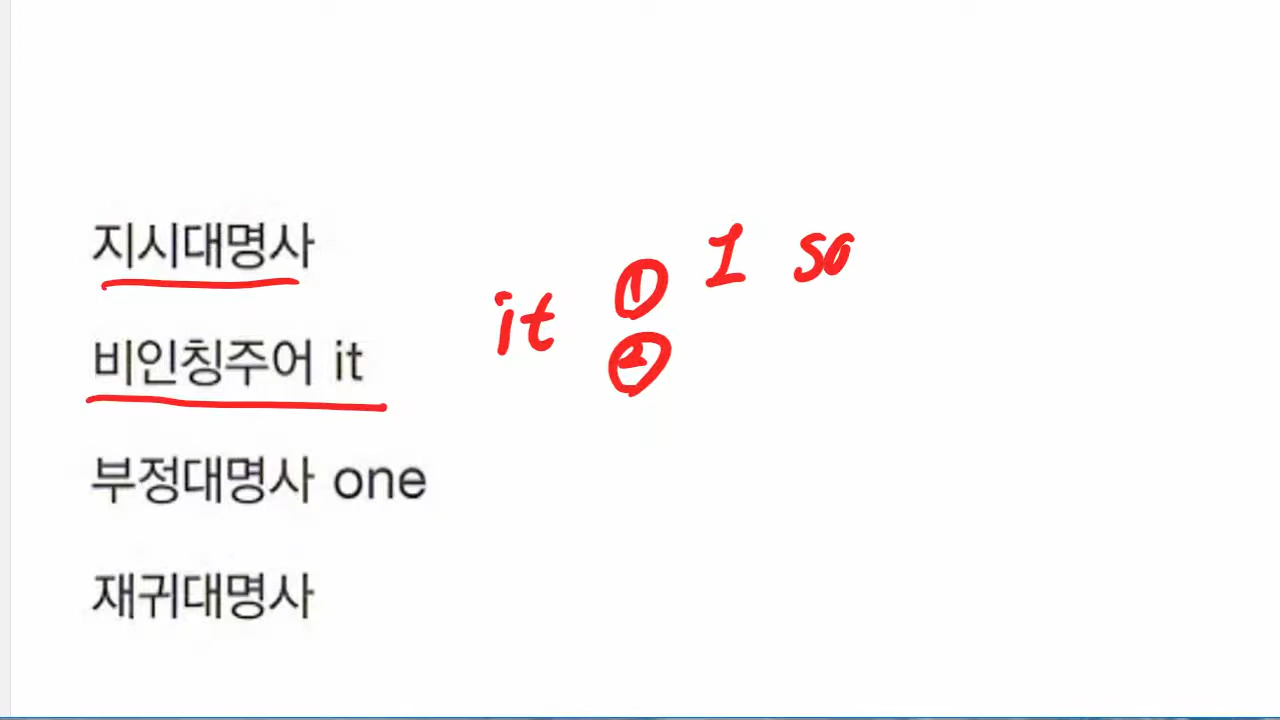 지시대명사
it ① I so
비인칭주어 it
②
부정대명사 one
재귀대명사